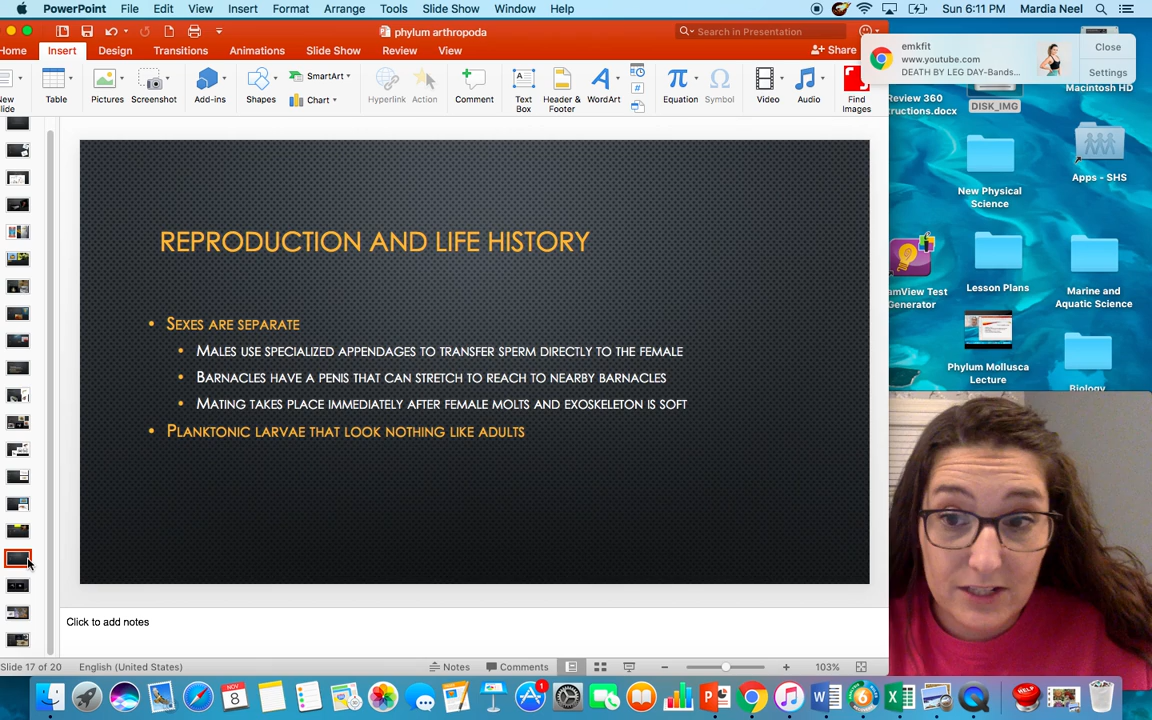 PowerPoint File Edit View Insert Format Arrange Tools Slide Show Window Help Sun 6:11 PM Mardia Neel
phylum arthropoda
Search in Presentation
Home Insert Design Transitions Animations Slide Show Review View Share
New Slide
Table
Pictures
Screenshot
Add-ins
Shapes
SmartArt
Chart
Hyperlink
Action
Comment
Text Box
Header & Footer
WordArt
Equation
Symbol
Video
Audio
Find Images
emkfit
www.youtube.com
DEATH BY LEG DAY-Bands...
Close
Settings
Review 360
ructions.docx
DISK_IMG
Macintosh HD
New Physical Science
Apps - SHS
amView Test Generator
Lesson Plans
Marine and Aquatic Science
Phylum Mollusca Lecture
Biology
REPRODUCTION AND LIFE HISTORY
• SEXES ARE SEPARATE
• MALES USE SPECIALIZED APPENDAGES TO TRANSFER SPERM DIRECTLY TO THE FEMALE
• BARNACLES HAVE A PENIS THAT CAN STRETCH TO REACH TO NEARBY BARNACLES
• MATING TAKES PLACE IMMEDIATELY AFTER FEMALE MOLTS AND EXOSKELETON IS SOFT
• PLANKTONIC LARVAE THAT LOOK NOTHING LIKE ADULTS
Click to add notes
Slide 17 of 20 English (United States) Notes Comments 103%
NOV
8
1
6